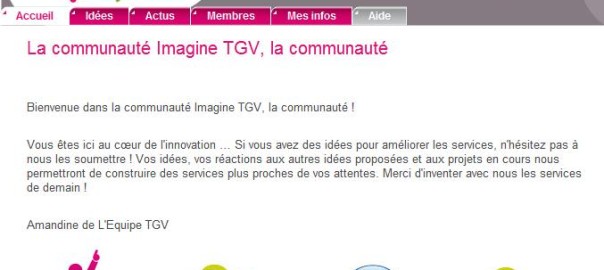 Accueil Idées Actus Membres Mes infos Aide
La communauté Imagine TGV, la communauté
Bienvenue dans la communauté Imagine TGV, la communauté !
Vous êtes ici au cœur de l'innovation ... Si vous avez des idées pour améliorer les services, n'hésitez pas à
nous les soumettre ! Vos idées, vos réactions aux autres idées proposées et aux projets en cours nous
permettront de construire des services plus proches de vos attentes. Merci d'inventer avec nous les services
de demain !
Amandine de L'Equipe TGV